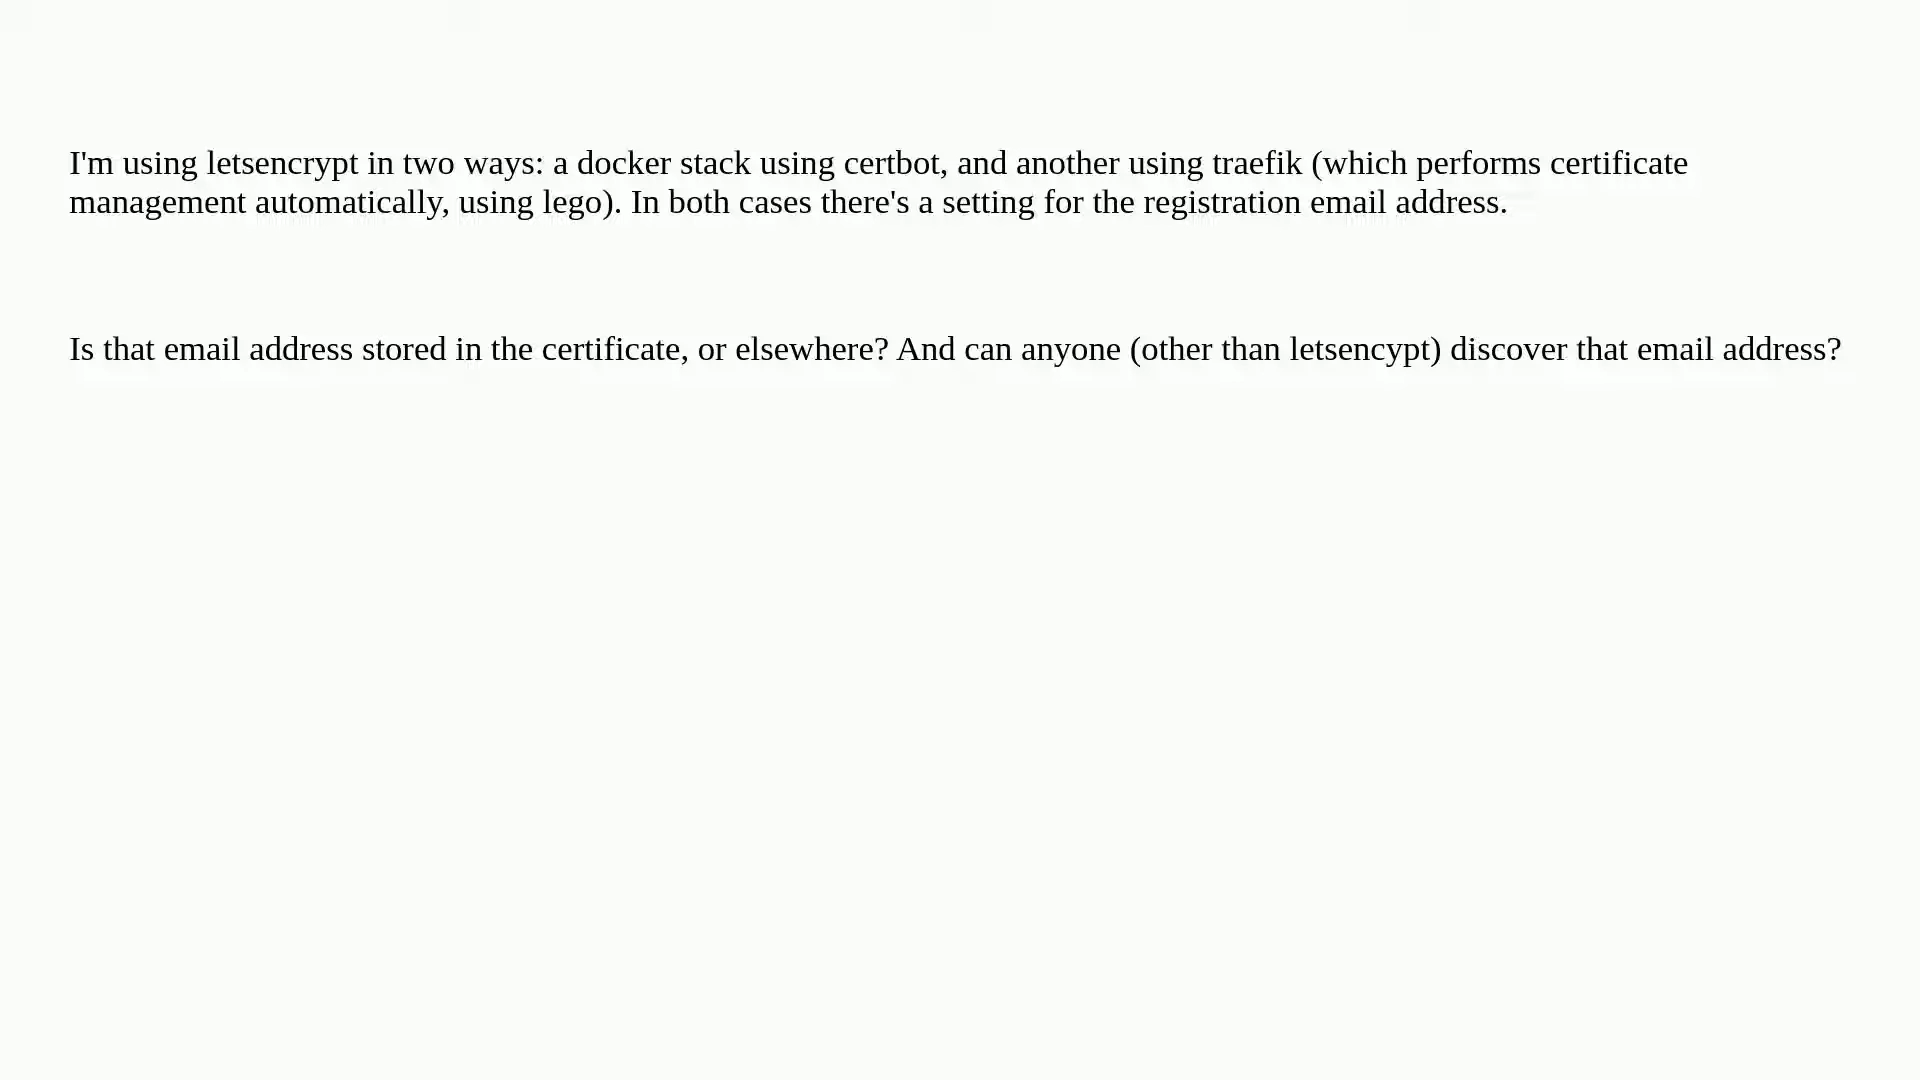 I'm using letsencrypt in two ways: a docker stack using certbot, and another using traefik (which performs certificate
management automatically, using lego). In both cases there's a setting for the registration email address.
Is that email address stored in the certificate, or elsewhere? And can anyone (other than letsencypt) discover that email address?